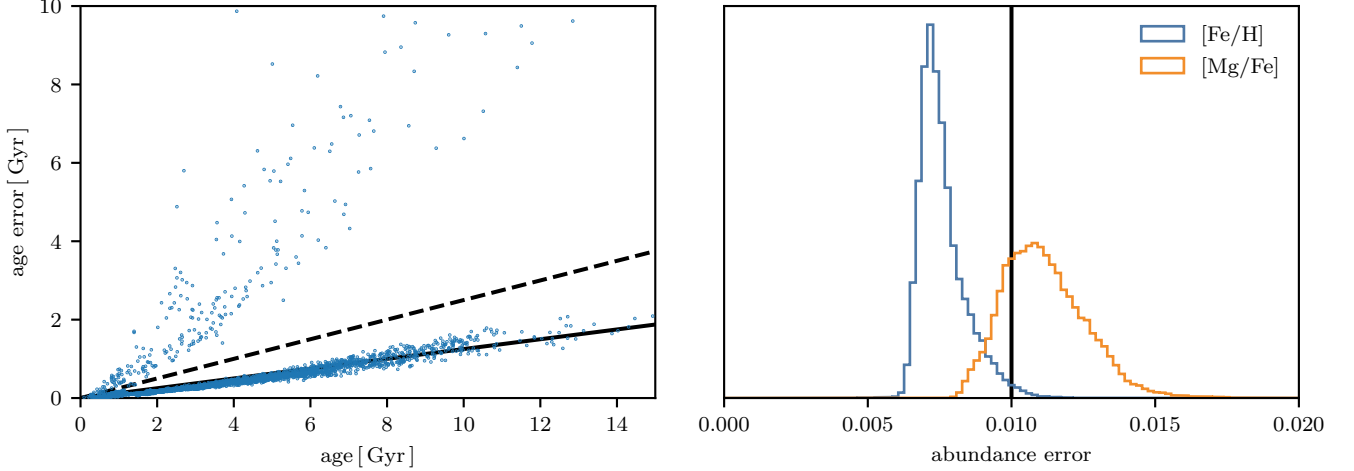 10
8
6
4
2
0
age error [ Gyr ]
0 2 4 6 8 10 12 14
age [ Gyr ]
[Fe/H]
[Mg/Fe]
0.000 0.005 0.010 0.015 0.020
abundance error